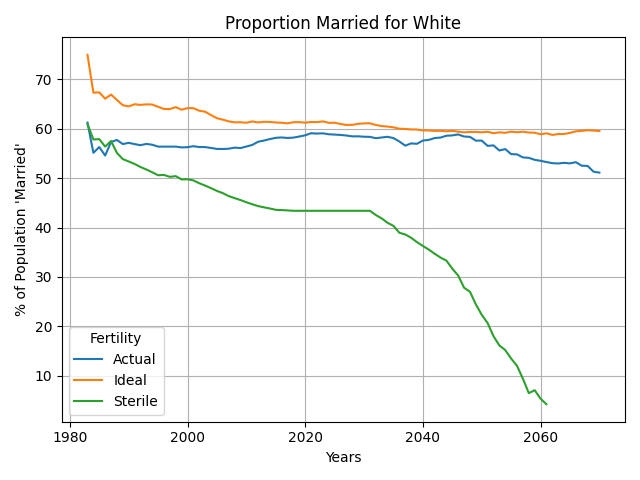 Proportion Married for White
% of Population 'Married'
70
60
50
40
30
20
10
Fertility
Actual
Ideal
Sterile
1980
2000
2020
2040
2060
Years